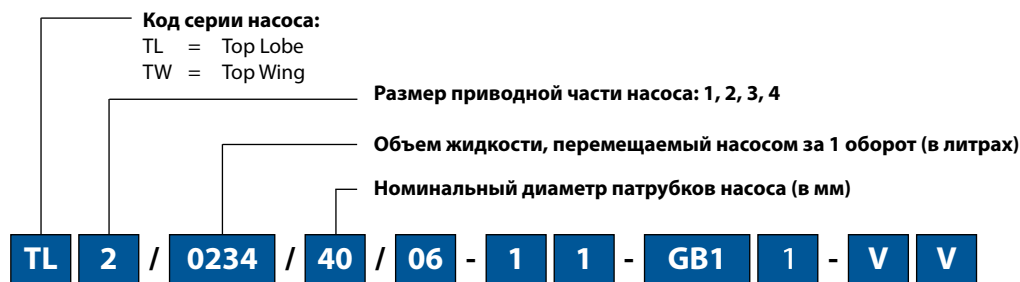 Код серии насоса:
TL = Top Lobe
TW = Top Wing
Размер приводной части насоса: 1, 2, 3, 4
Объем жидкости, перемещаемый насосом за 1 оборот (в литрах)
Номинальный диаметр патрубков насоса (в мм)
TL 2 / 0234 / 40 / 06 - 1 1 - GB1 1 - V V